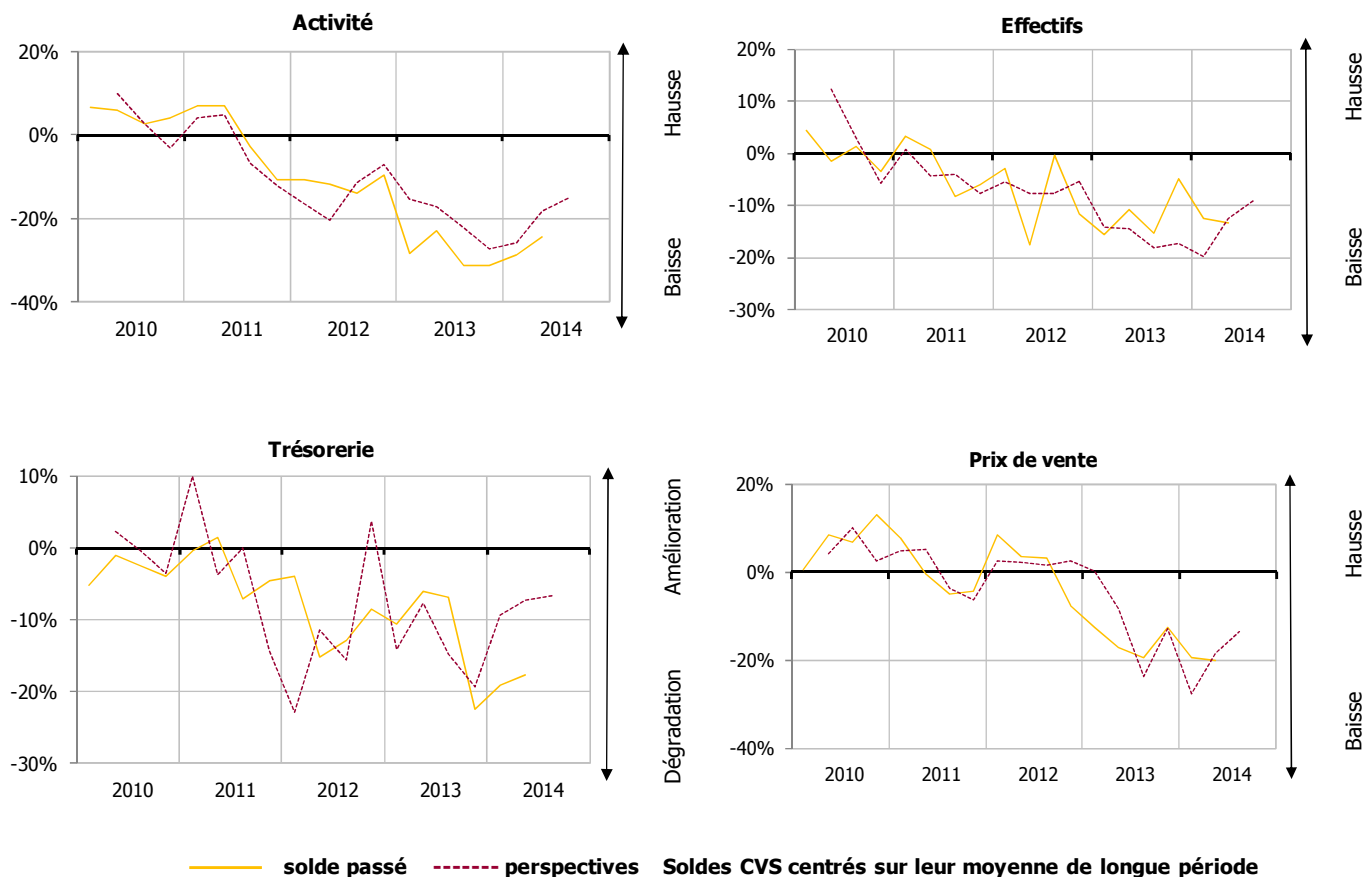 Activité
20%
0%
-20%
-40%
2010 2011 2012 2013 2014
Hausse
Baisse
Effectifs
20%
10%
0%
-10%
-20%
-30%
2010 2011 2012 2013 2014
Hausse
Baisse
Trésorerie
10%
0%
-10%
-20%
-30%
2010 2011 2012 2013 2014
Amélioration
Dégradation
Prix de vente
20%
0%
-20%
-40%
2010 2011 2012 2013 2014
Hausse
Baisse
solde passé perspectives Soldes CVS centrés sur leur moyenne de longue période